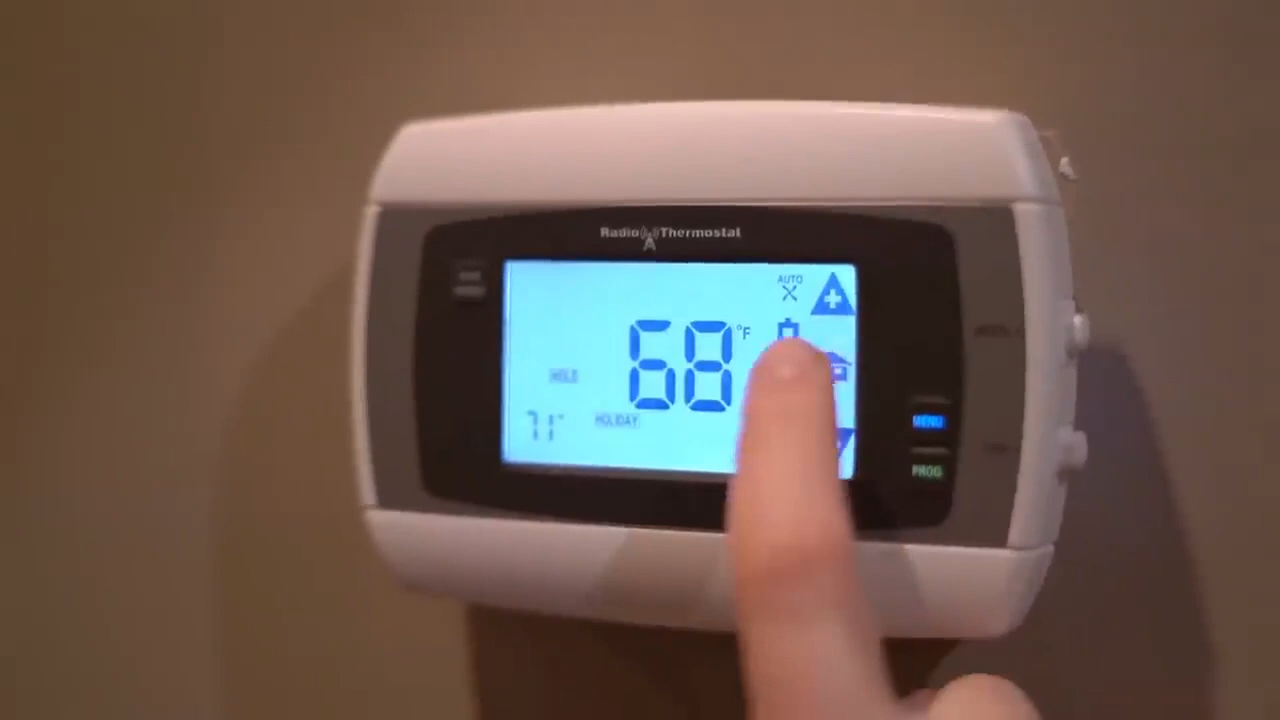 Radio Thermostat
AUTO
68 °F
HOLD
71°
HOLIDAY
MENU
PROG